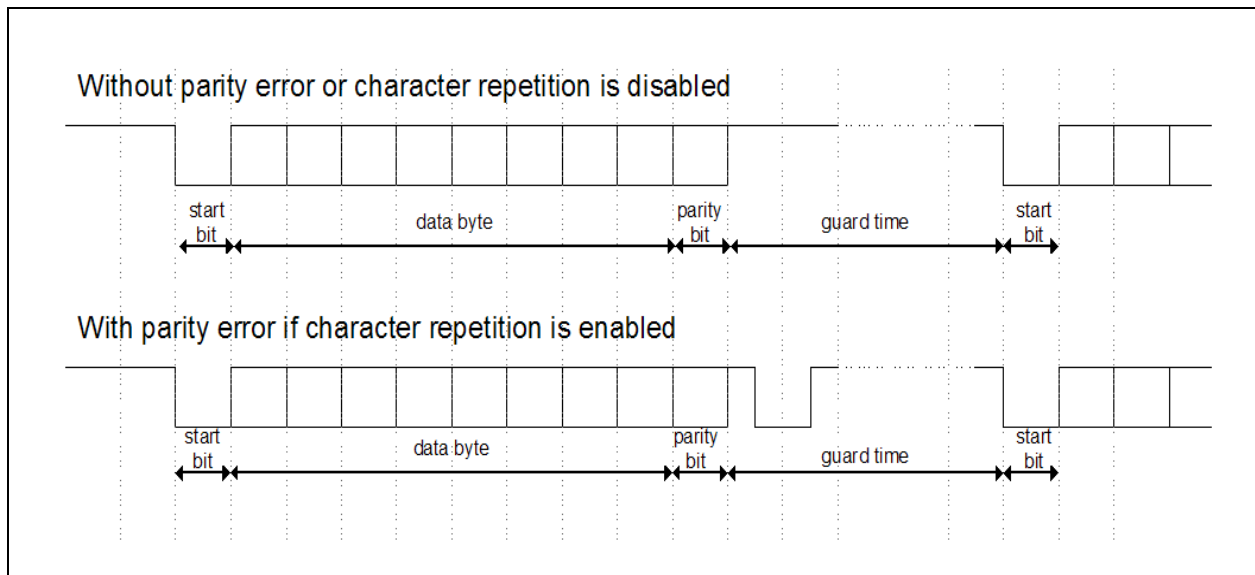 Without parity error or character repetition is disabled
start
bit
data byte
parity
bit
guard time
start
bit
With parity error if character repetition is enabled
start
bit
data byte
parity
bit
guard time
start
bit